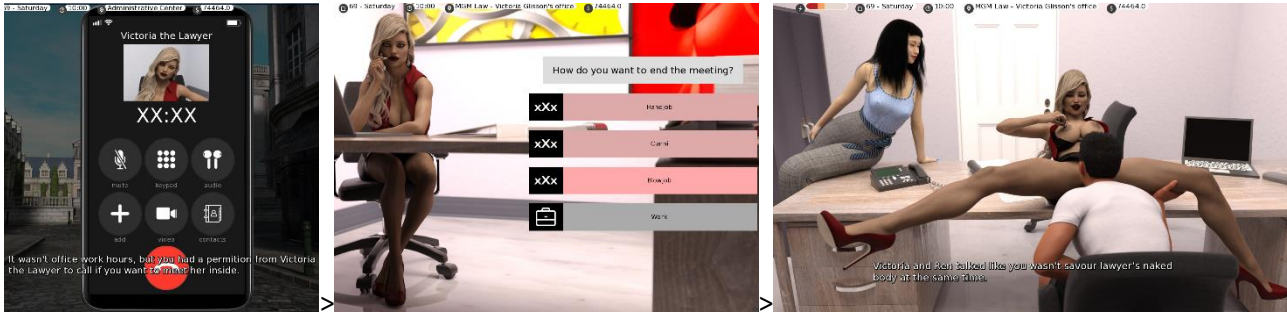 69 - Saturday 10:00 Administrative Center 74464.0
Victoria the Lawyer
XX:XX
mute keypad audio
add video contacts
It wasn't office work hours, but you had a permition from Victoria
the Lawyer to call if you want to meet her inside.
>
69 - Saturday 10:00 MGM Law - Victoria Glisson's office 74464.0
How do you want to end the meeting?
xXx Handjob
xXx
xXx Blowjob
Work
>
69 - Saturday 10:00 MGM Law - Victoria Glisson's office 74464.0
Victoria and Ren talked like you wasn't savour lawyer's naked
body at the same time.